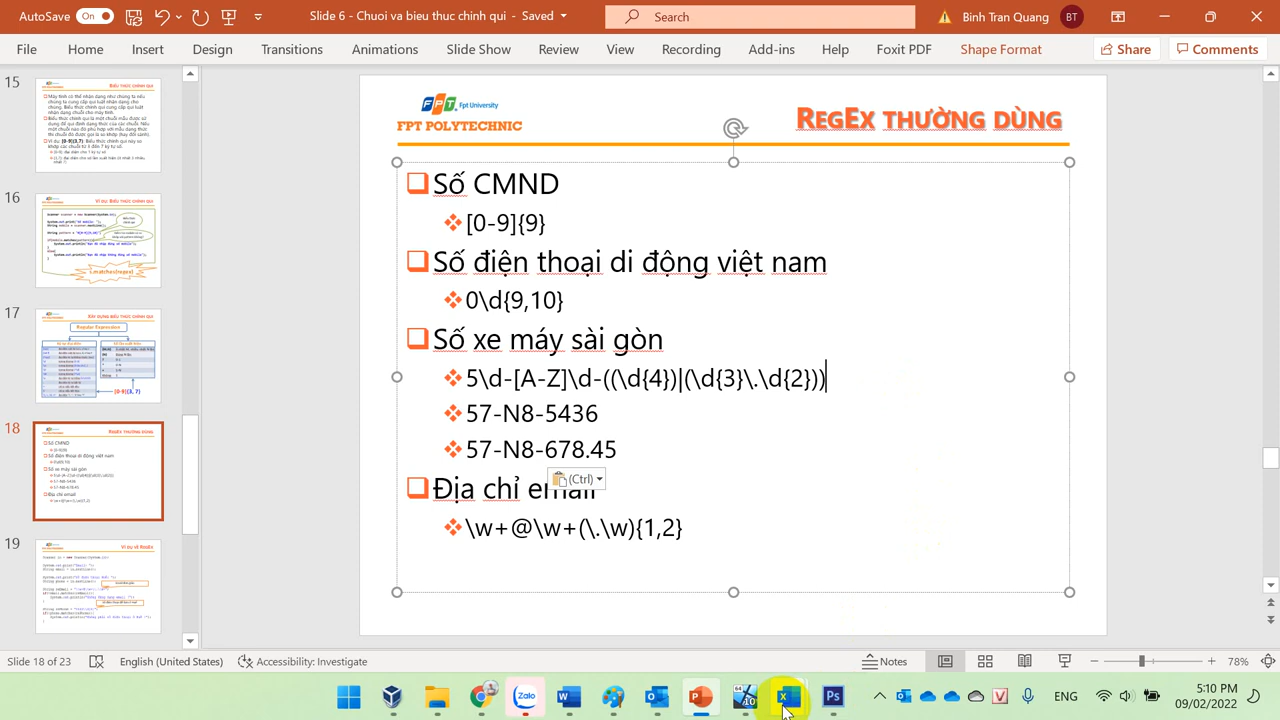 AutoSave On Slide 6 - Chuoi va bieu thuc chinh qui - Saved Search Binh Tran Quang BT
File Home Insert Design Transitions Animations Slide Show Review View Recording Add-ins Help Foxit PDF Shape Format Share Comments
15
16
17
18
19
FPT Fpt University
FPT POLYTECHNIC
REGEX THƯỜNG DÙNG
Số CMND
[0-9]{9}
Số điện thoại di động việt nam
0\d{9,10}
Số xe máy sài gòn
5\d-[A-Z]\d-((\d{4})|(\d{3}\.\d{2}))
57-N8-5436
57-N8-678.45
(Ctrl)
Địa chỉ email
\w+@\w+(\.\w){1,2}
Slide 18 of 23 English (United States) Accessibility: Investigate Notes 78%
Zalo ENG 5:10 PM
09/02/2022